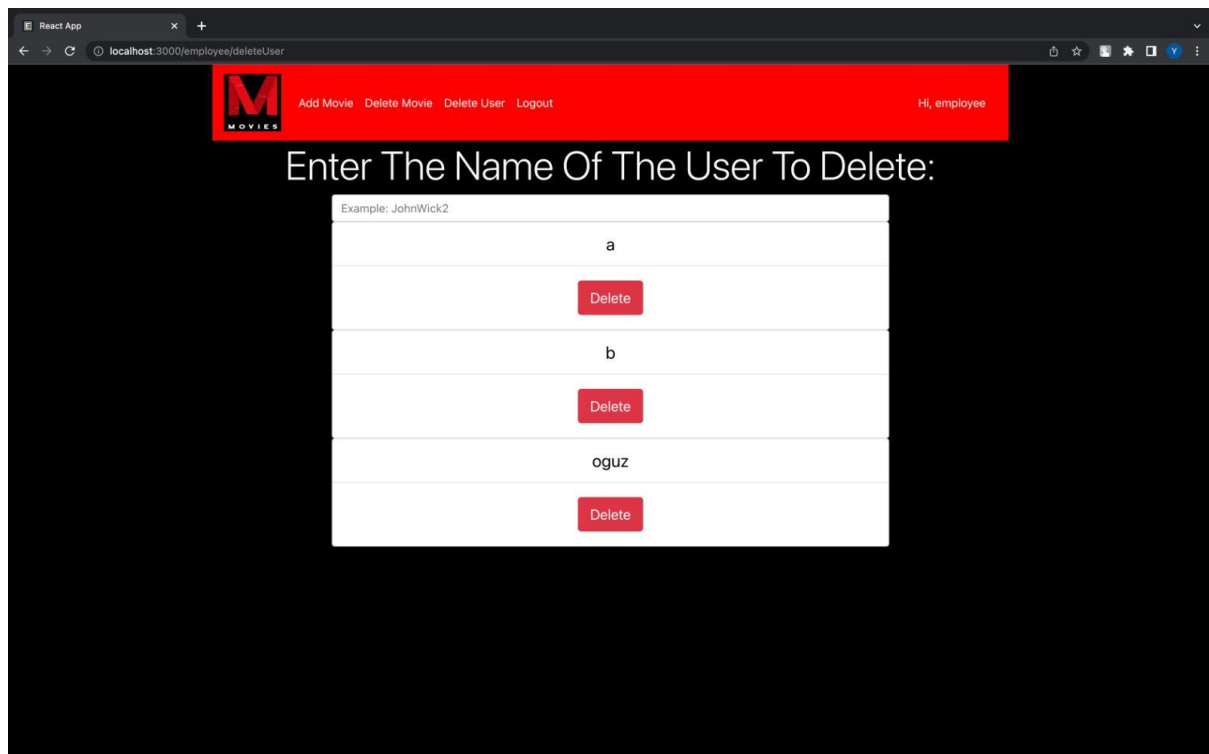 React App
localhost:3000/employee/deleteUser
Y
M
MOVIES
Add Movie Delete Movie Delete User Logout
Hi, employee
Enter The Name Of The User To Delete:
Example: JohnWick2
a
Delete
b
Delete
oguz
Delete